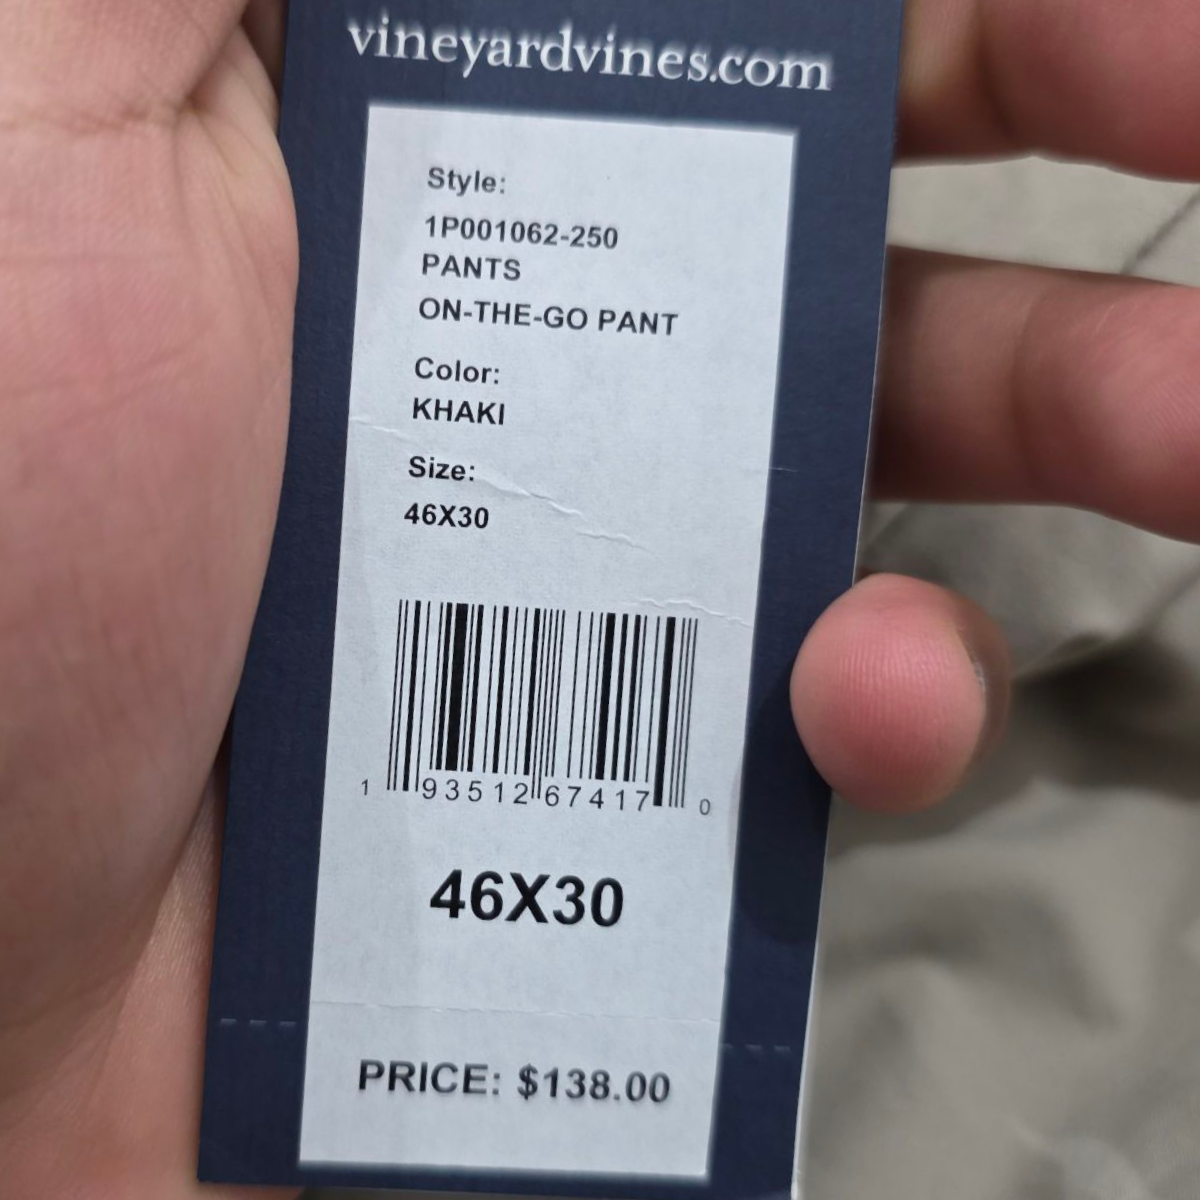 vineyardvines.com
Style:
1P001062-250
PANTS
ON-THE-GO PANT
Color:
KHAKI
Size:
46X30
1 93512 67417 0
46X30
PRICE: $138.00